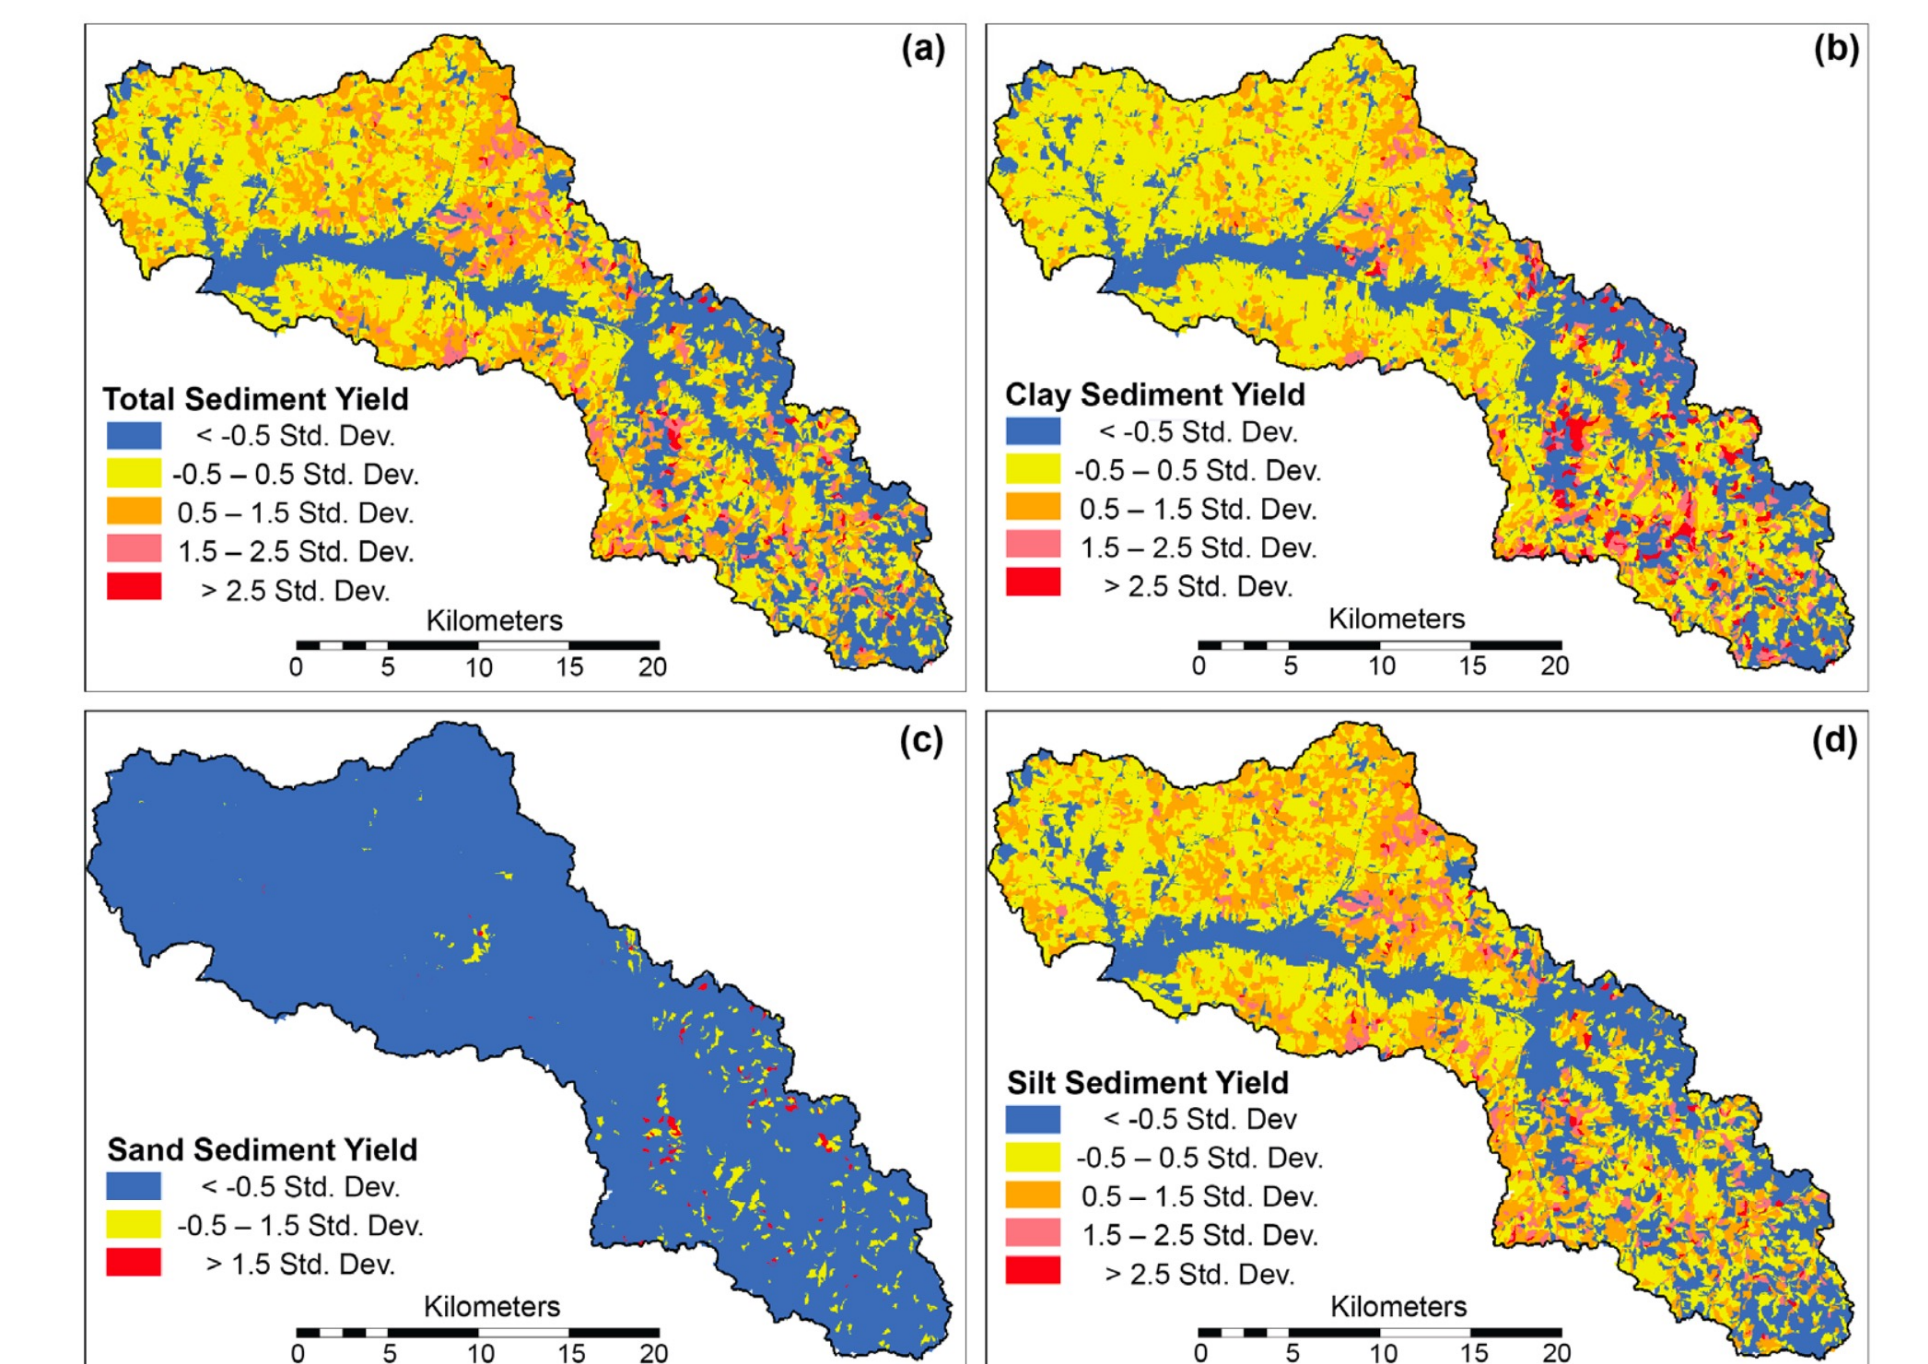 (a)
Total Sediment Yield
< -0.5 Std. Dev.
-0.5 – 0.5 Std. Dev.
0.5 – 1.5 Std. Dev.
1.5 – 2.5 Std. Dev.
> 2.5 Std. Dev.
Kilometers
0 5 10 15 20
(b)
Clay Sediment Yield
< -0.5 Std. Dev.
-0.5 – 0.5 Std. Dev.
0.5 – 1.5 Std. Dev.
1.5 – 2.5 Std. Dev.
> 2.5 Std. Dev.
Kilometers
0 5 10 15 20
(c)
Sand Sediment Yield
< -0.5 Std. Dev.
-0.5 – 1.5 Std. Dev.
> 1.5 Std. Dev.
Kilometers
0 5 10 15 20
(d)
Silt Sediment Yield
< -0.5 Std. Dev
-0.5 – 0.5 Std. Dev.
0.5 – 1.5 Std. Dev.
1.5 – 2.5 Std. Dev.
> 2.5 Std. Dev.
Kilometers
0 5 10 15 20